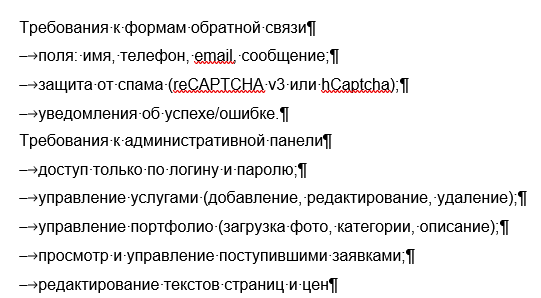 Требования к формам обратной связи¶
–→поля: имя, телефон, email, сообщение;¶
–→защита от спама (reCAPTCHA v3 или hCaptcha);¶
–→уведомления об успехе/ошибке.¶
Требования к административной панели¶
–→доступ только по логину и паролю;¶
–→управление услугами (добавление, редактирование, удаление);¶
–→управление портфолио (загрузка фото, категории, описание);¶
–→просмотр и управление поступившими заявками;¶
–→редактирование текстов страниц и цен¶